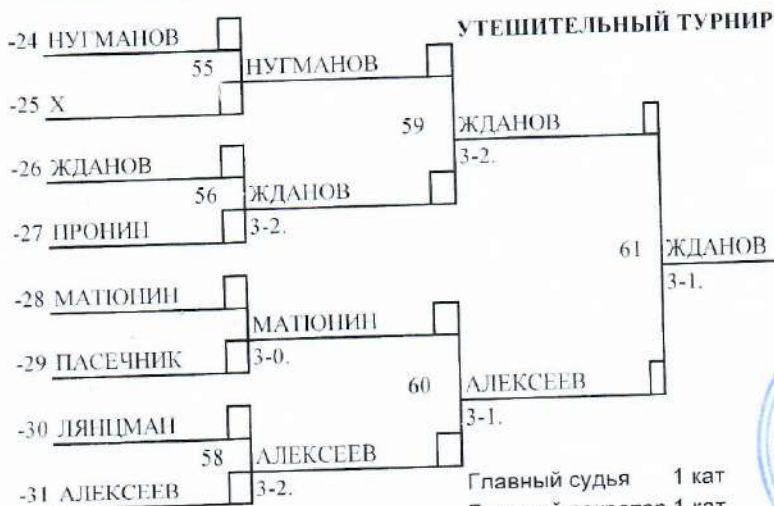 УТЕШИТЕЛЬНЫЙ ТУРНИР
-24 НУГМАНОВ
55 НУГМАНОВ
-25 Х
59 ЖДАНОВ
3-2.
-26 ЖДАНОВ
56 ЖДАНОВ
-27 ПРОНИН
3-2.
61 ЖДАНОВ
3-1.
-28 МАТЮНИН
МАТЮНИН
-29 ПАСЕЧНИК
3-0.
60 АЛЕКСЕЕВ
3-1.
-30 ЛЯНЦМАН
58 АЛЕКСЕЕВ
-31 АЛЕКСЕЕВ
3-2.
Главный судья 1 кат
1 кат